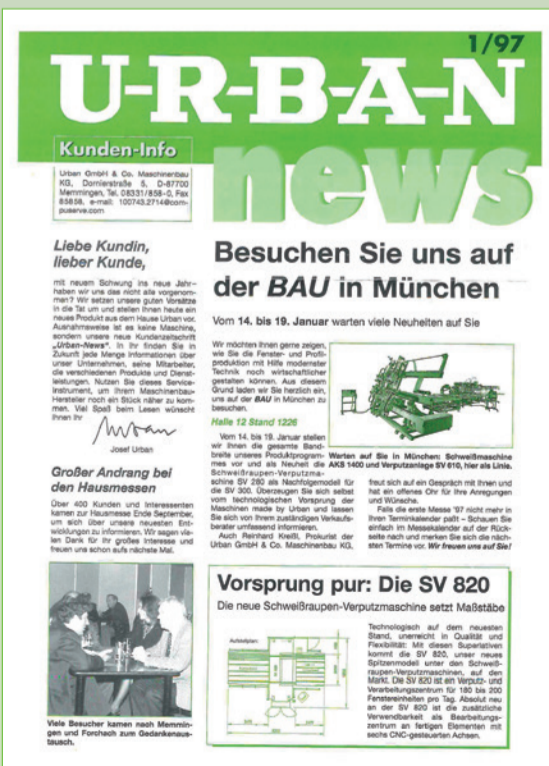 1/97
U-R-B-A-N
news
Kunden-Info
Urban GmbH & Co. Maschinenbau
KG, Dornierstraße 5, D-87700
Memmingen, Tel. 08331/858-0, Fax
85858, e-mail: 100743.2714@com-
puserve.com
Liebe Kundin,
lieber Kunde,
mit neuem Schwung ins neue Jahr–
haben wir uns das nicht alle vorgenom-
men? Wir setzen unsere guten Vorsätze
in die Tat um und stellen Ihnen heute ein
neues Produkt aus dem Hause Urban vor.
Ausnahmsweise ist es keine Maschine,
sondern unsere neue Kundenzeitschrift
„Urban-News". In ihr finden Sie in
Zukunft jede Menge Informationen über
unser Unternehmen, seine Mitarbeiter,
die verschiedenen Produkte und Dienst-
leistungen. Nutzen Sie dieses Service-
Instrument, um Ihrem Maschinenbau-
Hersteller noch ein Stück näher zu kom-
men. Viel Spaß beim Lesen wünscht
Ihnen Ihr
Josef Urban
Großer Andrang bei
den Hausmessen
Über 400 Kunden und Interessenten
kamen zur Hausmesse Ende September,
um sich über unsere neuesten Ent-
wicklungen zu informieren. Wir sagen vie-
len Dank für Ihr großes Interesse und
freuen uns schon aufs nächste Mal.
Viele Besucher kamen nach Memmin-
gen und Forchach zum Gedankenaus-
tausch.
Besuchen Sie uns auf
der BAU in München
Vom 14. bis 19. Januar warten viele Neuheiten auf Sie
Wir möchten Ihnen gerne zeigen,
wie Sie die Fenster- und Profil-
produktion mit Hilfe modernster
Technik noch wirtschaftlicher
gestalten können. Aus diesem
Grund laden wir Sie herzlich ein,
uns auf der BAU in München zu
besuchen.
Halle 12 Stand 1226
Vom 14. bis 19. Januar stellen
wir Ihnen die gesamte Band-
breite unseres Produktprogram-
mes vor und als Neuheit die
Schweißraupen-Verputzma-
schine SV 280 als Nachfolgemodell für
die SV 300. Überzeugen Sie sich selbst
vom technologischen Vorsprung der
Maschinen made by Urban und lassen
Sie sich von Ihrem zuständigen Verkaufs-
berater umfassend informieren.
Auch Reinhard Kreißl, Prokurist der
Urban GmbH & Co. Maschinenbau KG,
Warten auf Sie in München: Schweißmaschine
AKS 1400 und Verputzanlage SV 610, hier als Linie.
freut sich auf ein Gespräch mit Ihnen und
hat ein offenes Ohr für Ihre Anregungen
und Wünsche.
Falls die erste Messe '97 nicht mehr in
Ihren Terminkalender paßt – Schauen Sie
einfach im Messekalender auf der Rück-
seite nach und merken Sie sich die näch-
sten Termine vor. Wir freuen uns auf Sie!
Vorsprung pur: Die SV 820
Die neue Schweißraupen-Verputzmaschine setzt Maßstäbe
Technologisch auf dem neuesten
Stand, unerreicht in Qualität und
Flexibilität: Mit diesen Superlativen
kommt die SV 820, unser neues
Spitzenmodell unter den Schweiß-
raupen-Verputzmaschinen, auf den
Markt. Die SV 820 ist ein Verputz- und
Verarbeitungszentrum für 180 bis 200
Fenstereinheiten pro Tag. Absolut neu
an der SV 820 ist die zusätzliche
Verwendbarkeit als Bearbeitungs-
zentrum an fertigen Elementen mit
sechs CNC-gesteuerten Achsen.